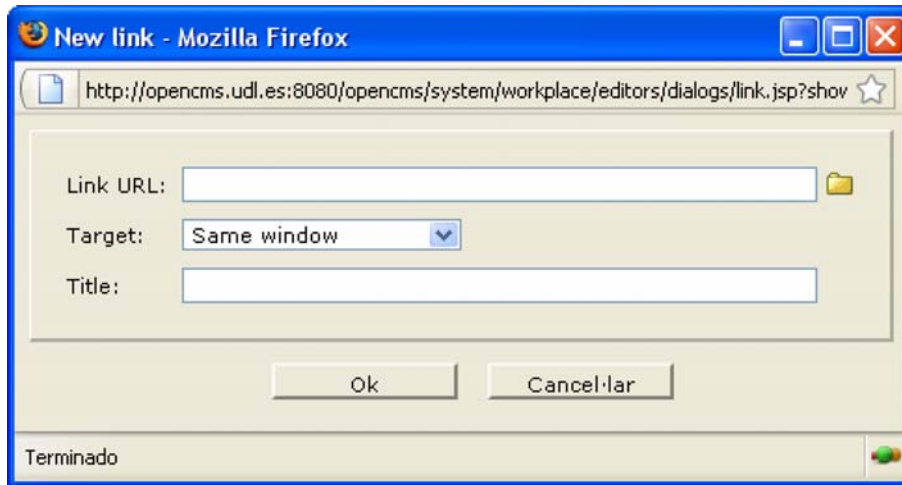 New link - Mozilla Firefox
http://opencms.udl.es:8080/opencms/system/workplace/editors/dialogs/link.jsp?show
Link URL:
Target: Same window
Title:
Ok Cancel·lar
Terminado